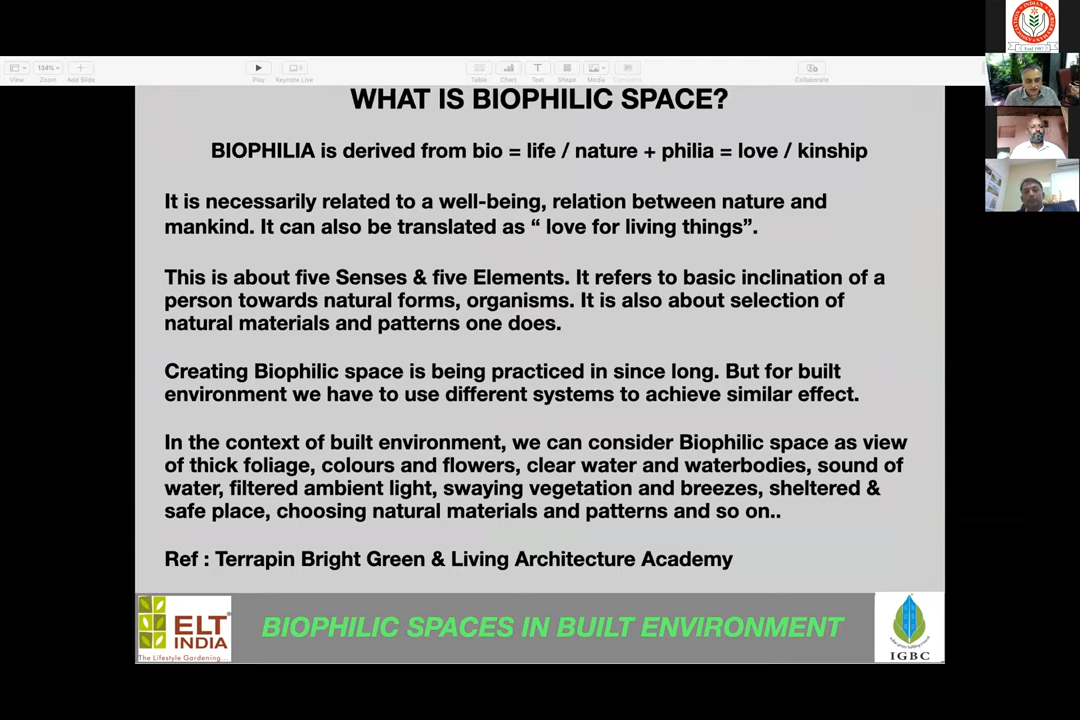 View
134%
Zoom
Add Slide
Play
Keynote Live
Table
Chart
Text
Shape
Media
Comment
Collaborate
WHAT IS BIOPHILIC SPACE?
BIOPHILIA is derived from bio = life / nature + philia = love / kinship
It is necessarily related to a well-being, relation between nature and
mankind. It can also be translated as “ love for living things”.
This is about five Senses & five Elements. It refers to basic inclination of a
person towards natural forms, organisms. It is also about selection of
natural materials and patterns one does.
Creating Biophilic space is being practiced in since long. But for built
environment we have to use different systems to achieve similar effect.
In the context of built environment, we can consider Biophilic space as view
of thick foliage, colours and flowers, clear water and waterbodies, sound of
water, filtered ambient light, swaying vegetation and breezes, sheltered &
safe place, choosing natural materials and patterns and so on..
Ref : Terrapin Bright Green & Living Architecture Academy
ELT
INDIA
The Lifestyle Gardening...
BIOPHILIC SPACES IN BUILT ENVIRONMENT
IGBC